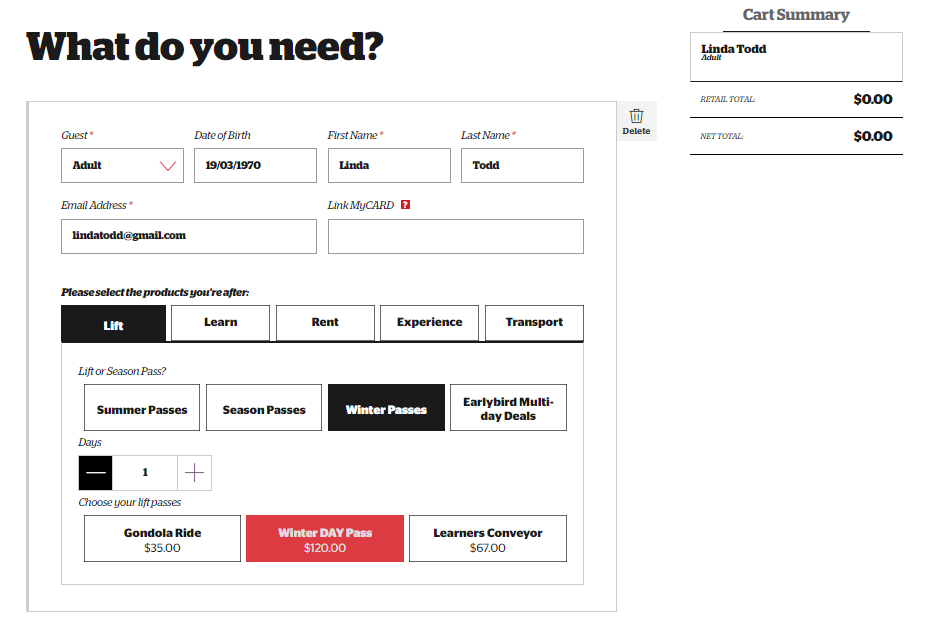 What do you need?
Cart Summary
Linda Todd
Adult
RETAIL TOTAL: $0.00
NET TOTAL: $0.00
Delete
Guest * Date of Birth First Name * Last Name *
Adult 19/03/1970 Linda Todd
Email Address * Link MyCARD ?
lindatodd@gmail.com
Please select the products you're after:
Lift Learn Rent Experience Transport
Lift or Season Pass?
Summer Passes Season Passes Winter Passes Earlybird Multi-
day Deals
Days
1
Choose your lift passes
Gondola Ride Winter DAY Pass Learners Conveyor
$35.00 $120.00 $67.00